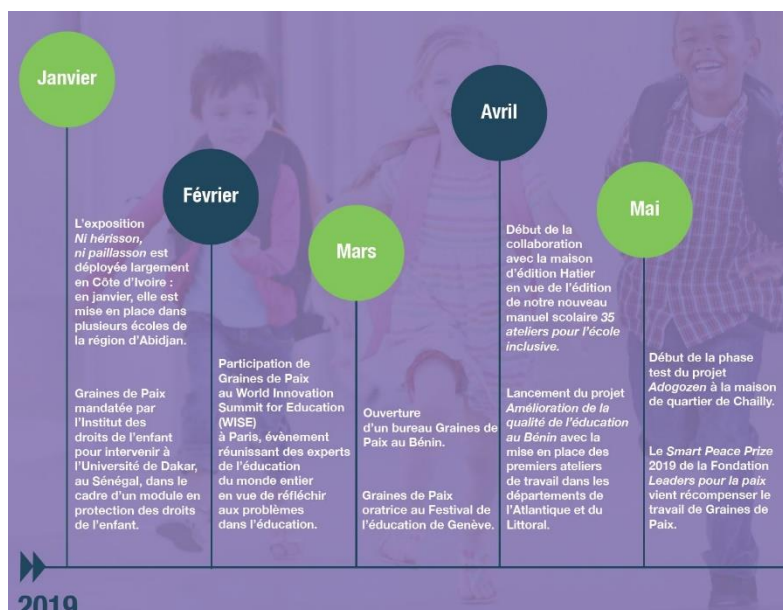 Janvier
L'exposition
Ni hérisson,
ni paillasson est
déployée largement
en Côte d'Ivoire :
en janvier, elle est
mise en place dans
plusieurs écoles de
la région d'Abidjan.
Graines de Paix
mandatée par
l'Institut des
droits de l'enfant
pour intervenir à
l'Université de Dakar,
au Sénégal, dans le
cadre d'un module en
protection des droits
de l'enfant.
Février
Participation de
Graines de Paix
au World Innovation
Summit for Education
(WISE)
à Paris, évènement
réunissant des experts
de l'éducation
du monde entier
en vue de réfléchir
aux problèmes
dans l'éducation.
Mars
Ouverture
d'un bureau Graines de
Paix au Bénin.
Graines de Paix
oratrice au Festival de
l'éducation de Genève.
Avril
Début de la
collaboration
avec la maison
d'édition Hatier
en vue de l'édition
de notre nouveau
manuel scolaire 35
ateliers pour l'école
inclusive.
Lancement du projet
Amélioration de la
qualité de l'éducation
au Bénin avec la
mise en place des
premiers ateliers
de travail dans les
départements de
l'Atlantique et du
Littoral.
Mai
Début de la phase
test du projet
Adogozen à la maison
de quartier de Chailly.
Le Smart Peace Prize
2019 de la Fondation
Leaders pour la paix
vient récompenser le
travail de Graines de
Paix.
2019